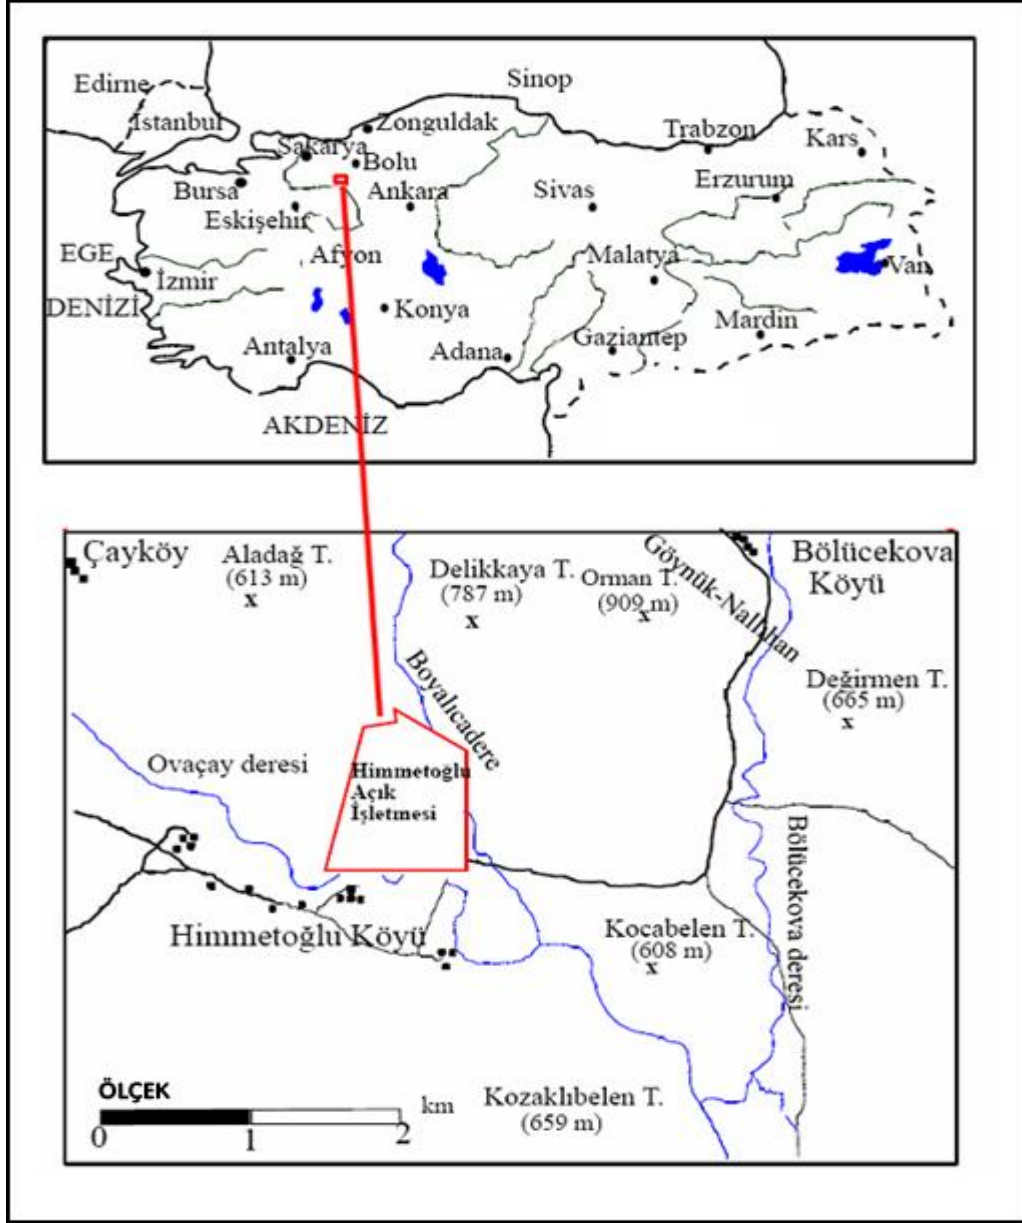 Sinop
Edirne
İstanbul
Zonguldak
Trabzon
Kars
Sakarya
Bolu
Bursa
Ankara
Sivas
Erzurum
Eskişehir
EGE
Afyon
Malatya
Van
İzmir
DENİZİ
Konya
Mardin
Gaziantep
Antalya
Adana
AKDENİZ
Çayköy
Aladağ T.
(613 m)
x
Delikkaya T.
(787 m)
x
Orman T.
(909 m)
x
Göynük-Nallıhan
Bölücekova
Köyü
Boyalıcadere
Değirmen T.
(665 m)
x
Ovaçay deresi
Himmetoğlu
Açık
İşletmesi
Bölücekova deresi
Himmetoğlu Köyü
Kocabelen T.
(608 m)
x
ÖLÇEK
km
0 1 2
Kozaklıbelen T.
(659 m)